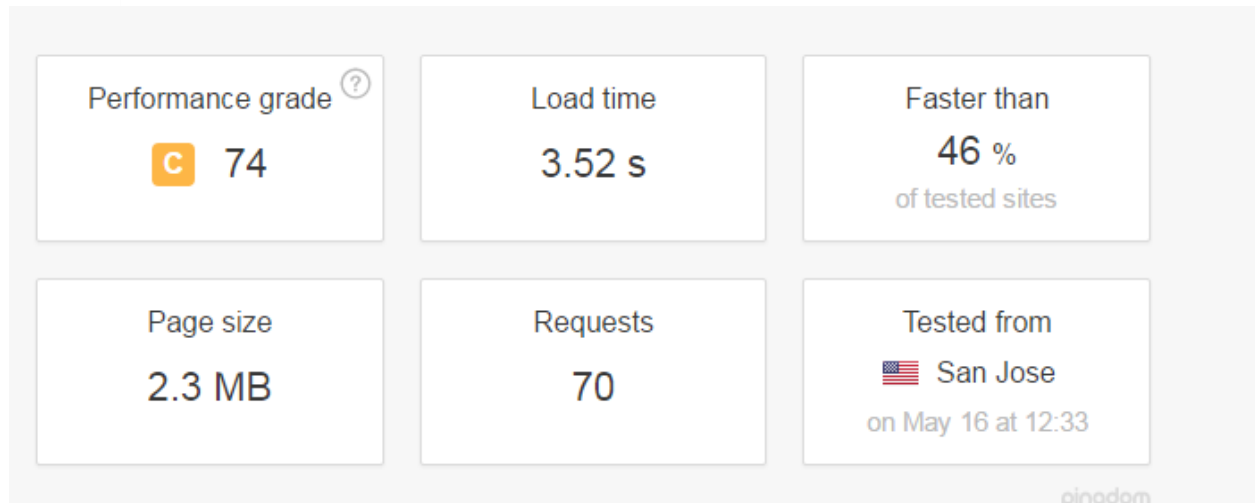 Performance grade ?
C 74
Load time
3.52 s
Faster than
46 %
of tested sites
Page size
2.3 MB
Requests
70
Tested from
San Jose
on May 16 at 12:33
pingdom